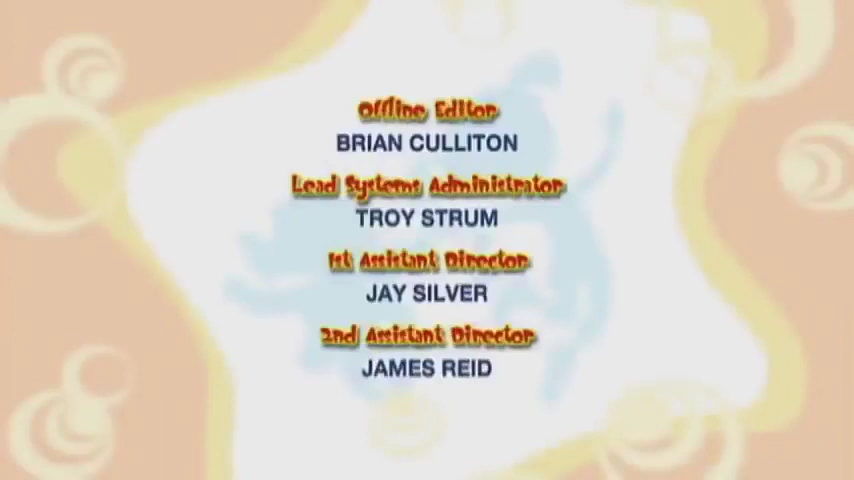 Offline Editor
BRIAN CULLITON
Lead Systems Administrator
TROY STRUM
1st Assistant Director
JAY SILVER
2nd Assistant Director
JAMES REID